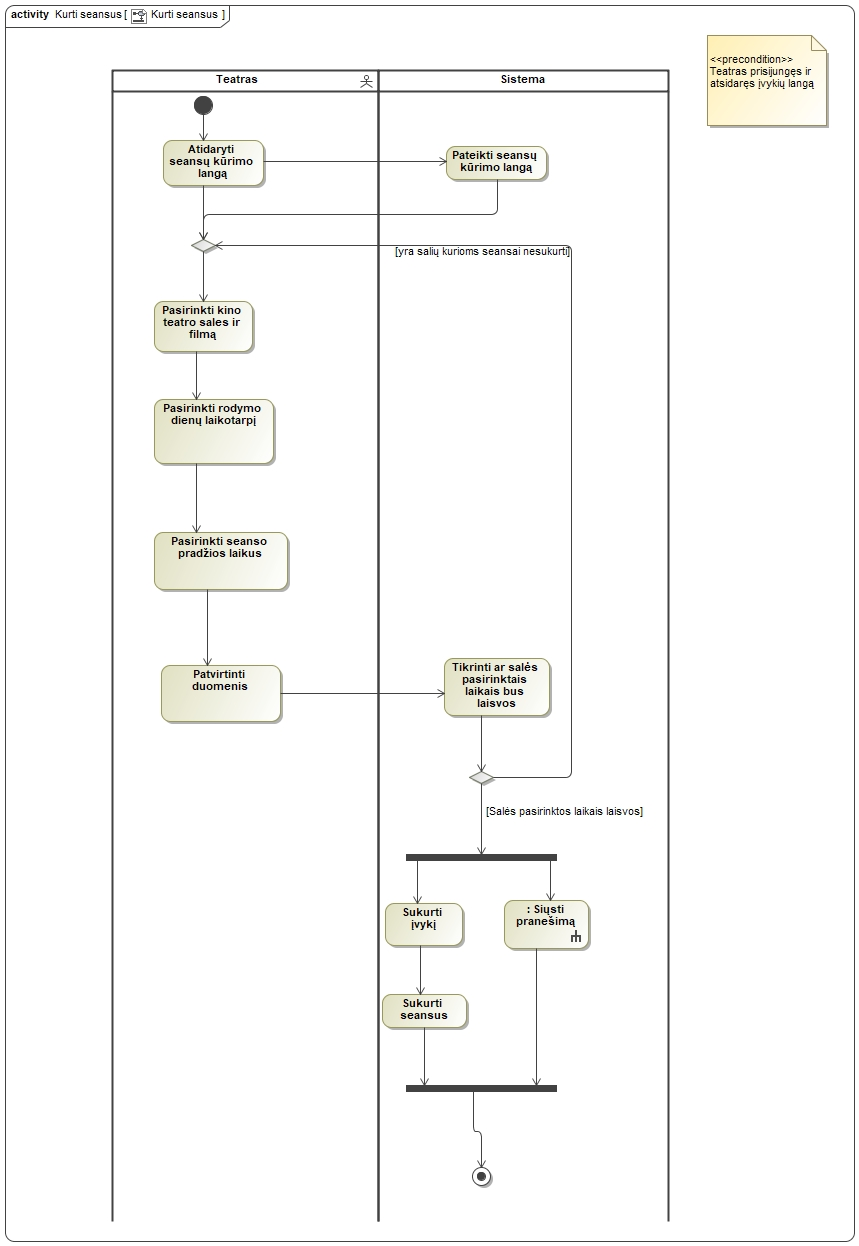 activity Kurti seansus [ Kurti seansus ]
<<precondition>>
Teatras prisijungęs ir
atsidaręs įvykių langą
Teatras
Sistema
Atidaryti
seansų kūrimo
langą
Pateikti seansų
kūrimo langą
[yra salių kurioms seansai nesukurti]
Pasirinkti kino
teatro sales ir
filmą
Pasirinkti rodymo
dienų laikotarpį
Pasirinkti seanso
pradžios laikus
Patvirtinti
duomenis
Tikrinti ar salės
pasirinktais
laikais bus
laisvos
[Salės pasirinktos laikais laisvos]
Sukurti
įvykį
: Siųsti
pranešimą
Sukurti
seansus